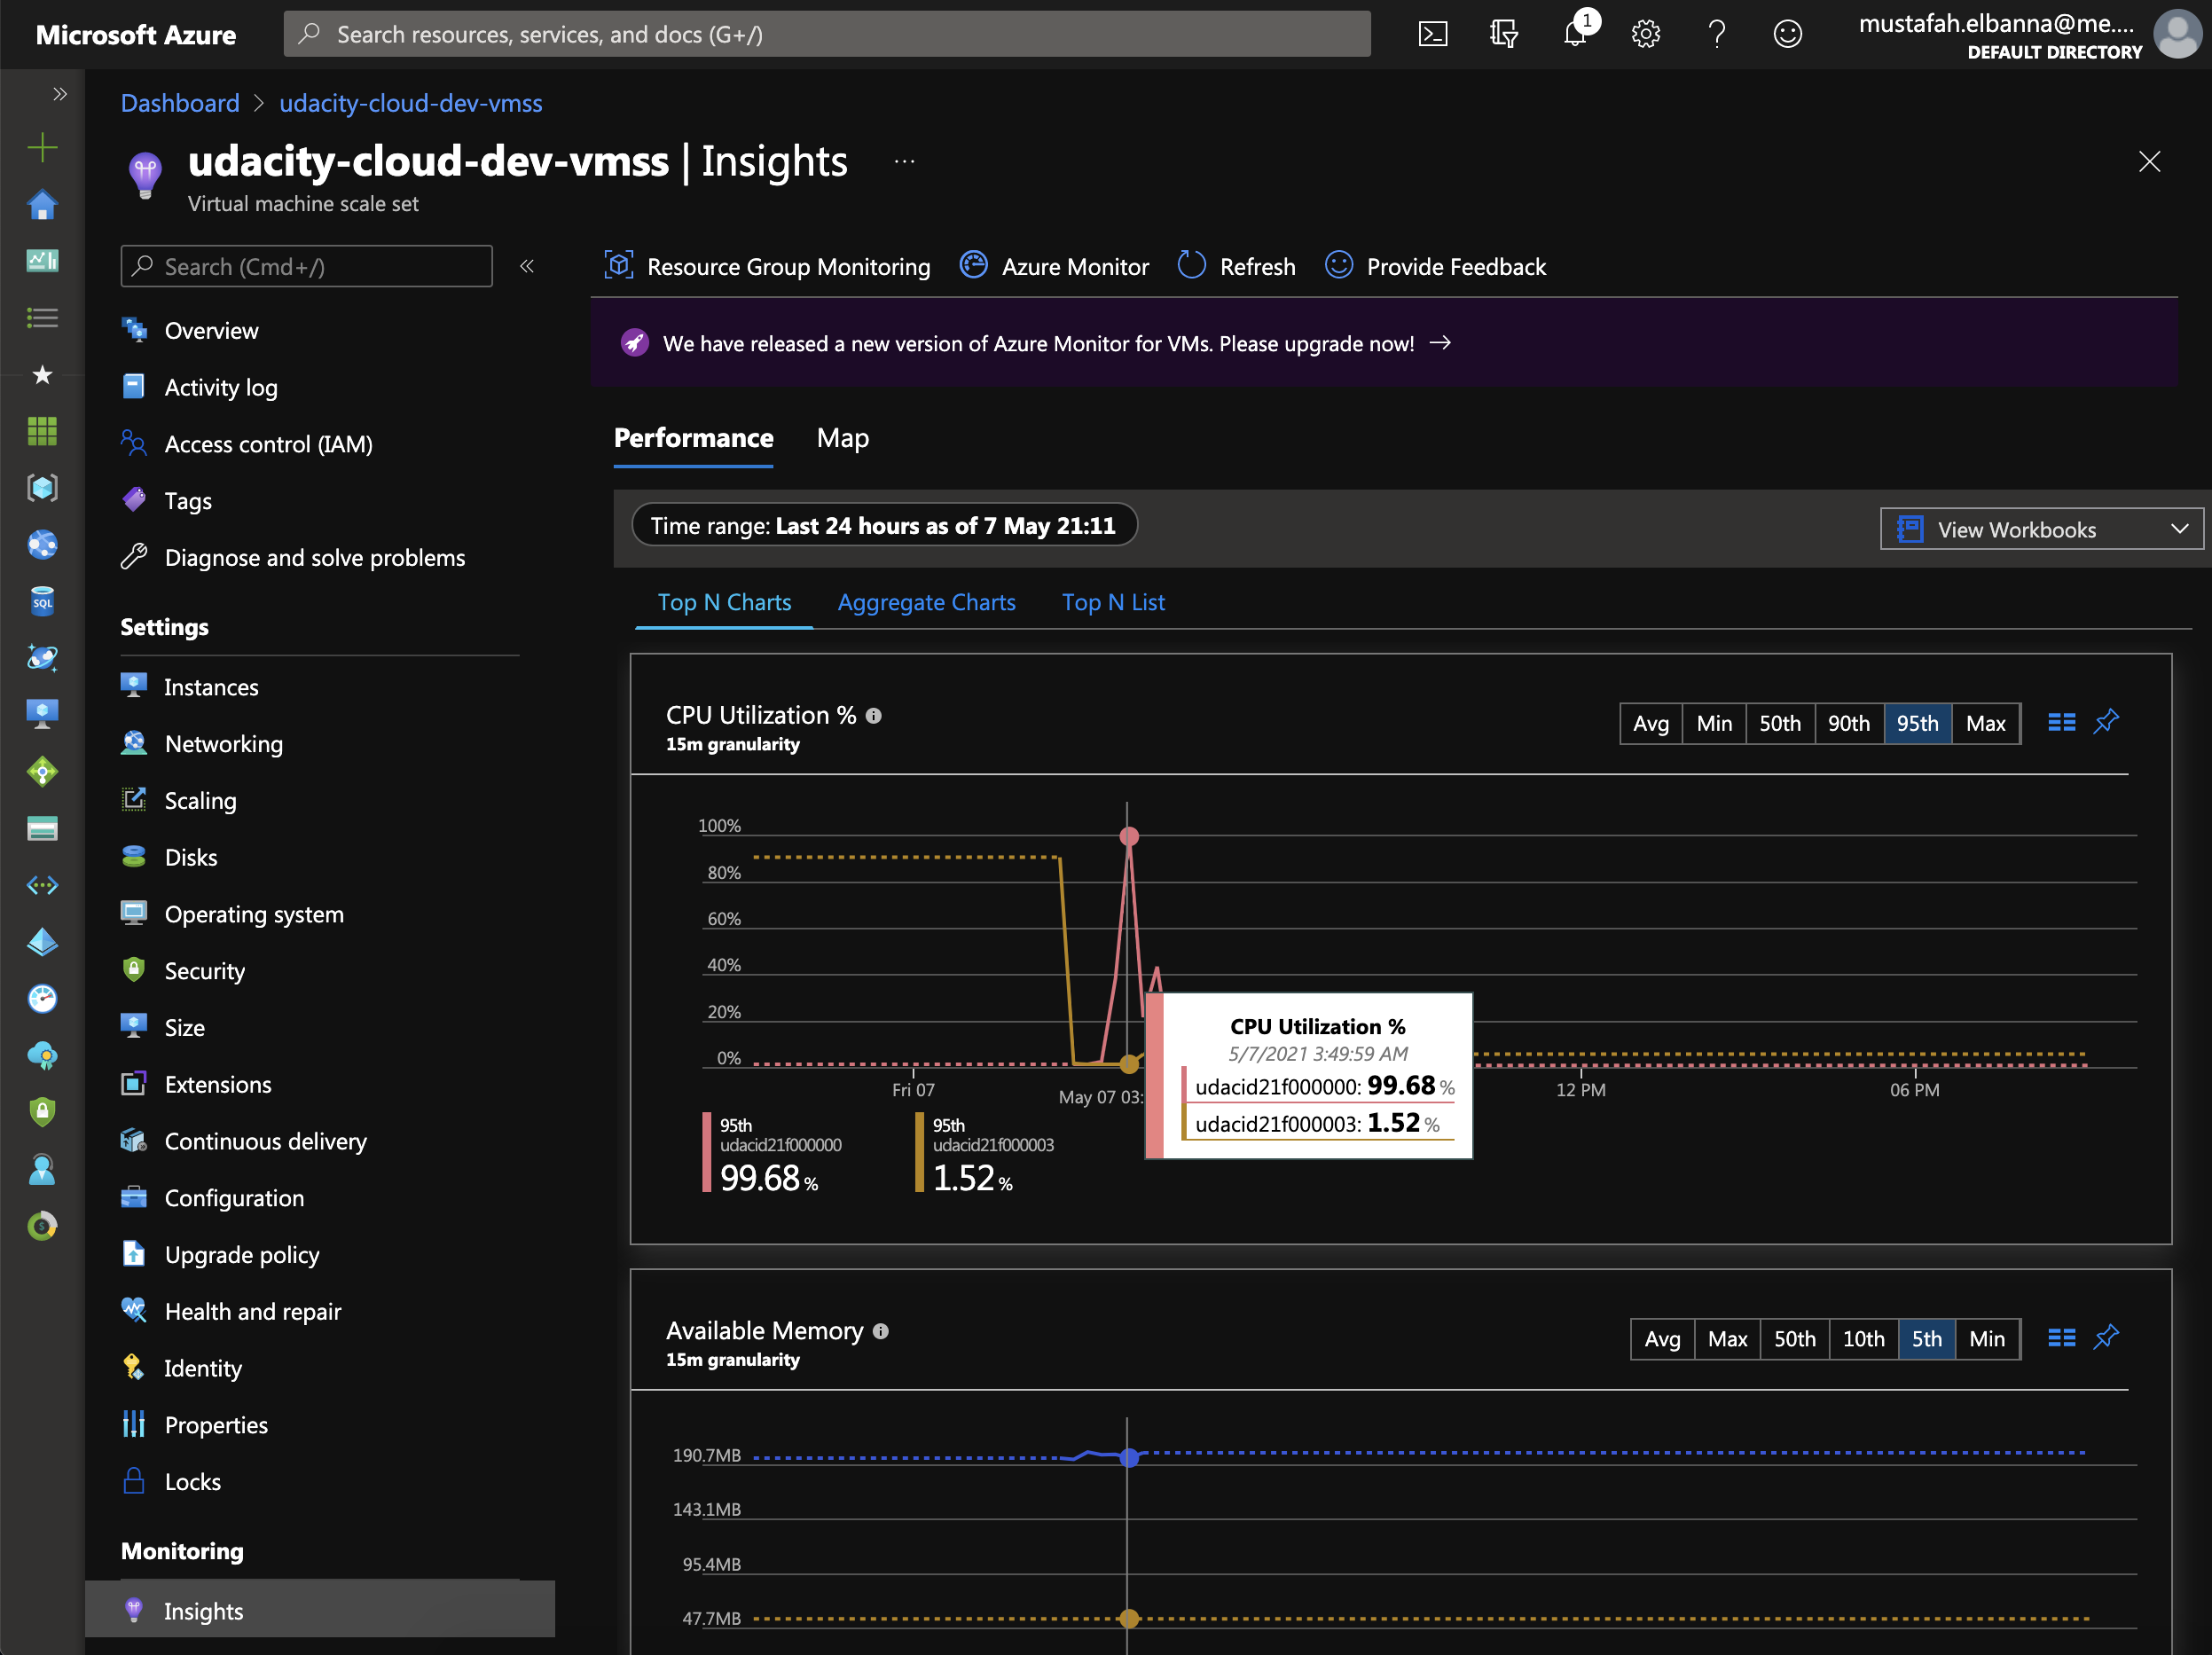 Microsoft Azure
Search resources, services, and docs (G+/)
1
mustafah.elbanna@me....
DEFAULT DIRECTORY
Dashboard > udacity-cloud-dev-vmss
udacity-cloud-dev-vmss | Insights ...
Virtual machine scale set
Search (Cmd+/)
Overview
Activity log
Access control (IAM)
Tags
Diagnose and solve problems
Settings
Instances
Networking
Scaling
Disks
Operating system
Security
Size
Extensions
Continuous delivery
Configuration
Upgrade policy
Health and repair
Identity
Properties
Locks
Monitoring
Insights
Resource Group Monitoring
Azure Monitor
Refresh
Provide Feedback
We have released a new version of Azure Monitor for VMs. Please upgrade now! →
Performance
Map
Time range: Last 24 hours as of 7 May 21:11
View Workbooks
Top N Charts
Aggregate Charts
Top N List
CPU Utilization %
15m granularity
Avg Min 50th 90th 95th Max
100%
80%
60%
40%
20%
0%
Fri 07
May 07 03:
12 PM
06 PM
CPU Utilization %
5/7/2021 3:49:59 AM
udacid21f000000: 99.68 %
udacid21f000003: 1.52 %
95th
udacid21f000000
99.68 %
95th
udacid21f000003
1.52 %
Available Memory
15m granularity
Avg Max 50th 10th 5th Min
190.7MB
143.1MB
95.4MB
47.7MB
SQL